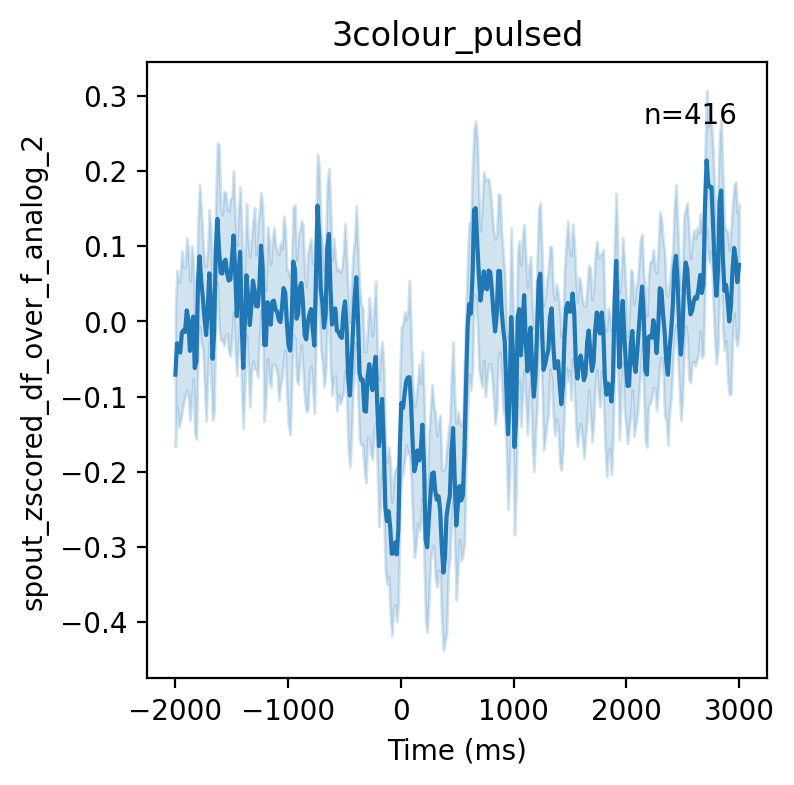 3colour_pulsed
n=416
spout_zscored_df_over_f_analog_2
0.3
0.2
0.1
0.0
−0.1
−0.2
−0.3
−0.4
−2000 −1000 0 1000 2000 3000
Time (ms)